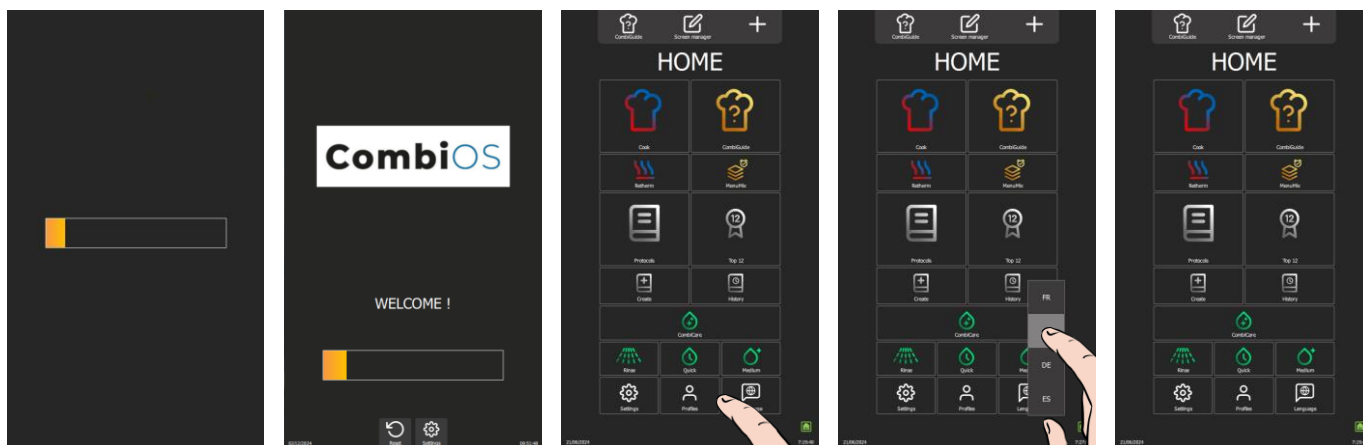 CombiOS
WELCOME !
Reset Settings
02/12/2024 09:51:48
CombiGuide Screen manager
HOME
Cook CombiGuide
Retherm MenuMix
Protocols 12 Top 12
Create History
CombiCare
Rinse Quick Medium
Settings Profiles
21/06/2024
CombiGuide Screen manager
HOME
Cook CombiGuide
Retherm MenuMix
Protocols 12 Top 12
Create History
FR
CombiCare
DE
Rinse Quick
ES
Settings Profiles
21/06/2024
CombiGuide Screen manager
HOME
Cook CombiGuide
Retherm MenuMix
Protocols 12 Top 12
Create History
CombiCare
Rinse Quick Medium
Settings Profiles Language
21/06/2024